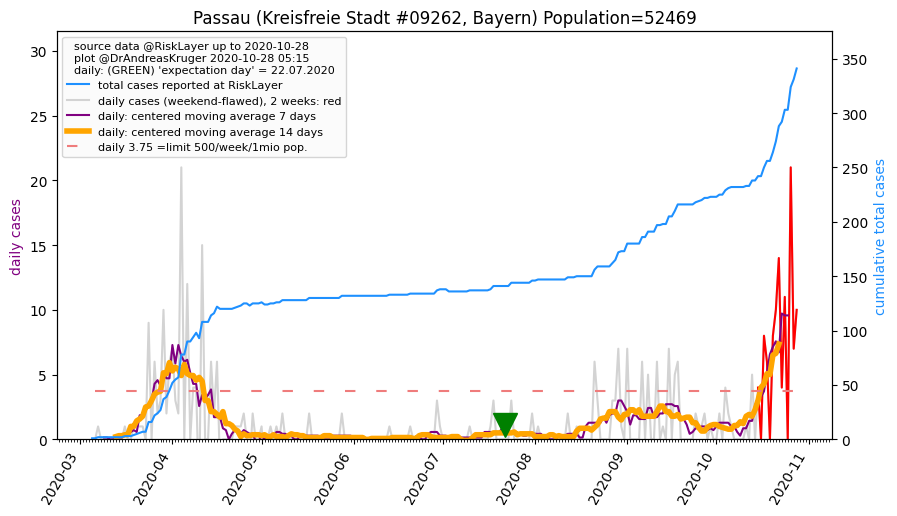 Passau (Kreisfreie Stadt #09262, Bayern) Population=52469
source data @RiskLayer up to 2020-10-28
plot @DrAndreasKruger 2020-10-28 05:15
daily: (GREEN) 'expectation day' = 22.07.2020
total cases reported at RiskLayer
daily cases (weekend-flawed), 2 weeks: red
daily: centered moving average 7 days
daily: centered moving average 14 days
daily 3.75 =limit 500/week/1mio pop.
daily cases
30
25
20
15
10
5
0
cumulative total cases
350
300
250
200
150
100
50
0
2020-03
2020-04
2020-05
2020-06
2020-07
2020-08
2020-09
2020-10
2020-11